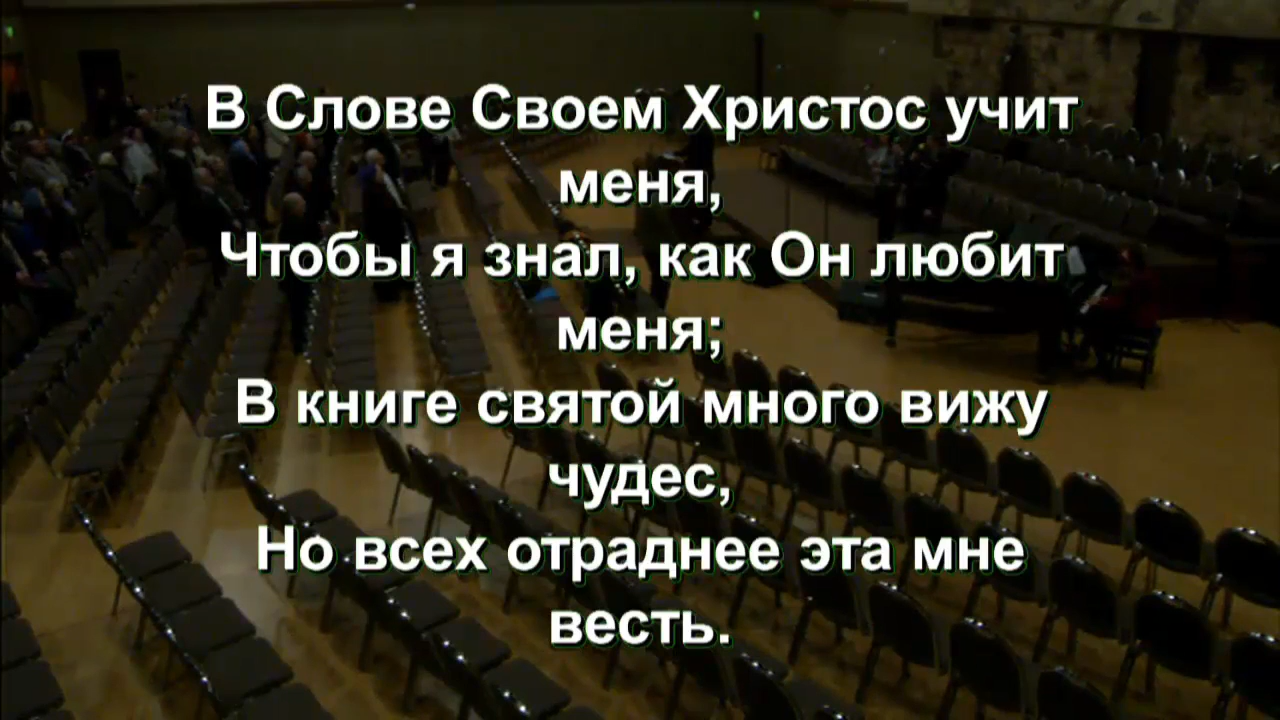 В Слове Своем Христос учит
меня,
Чтобы я знал, как Он любит
меня;
В книге святой много вижу
чудес,
Но всех отраднее эта мне
весть.